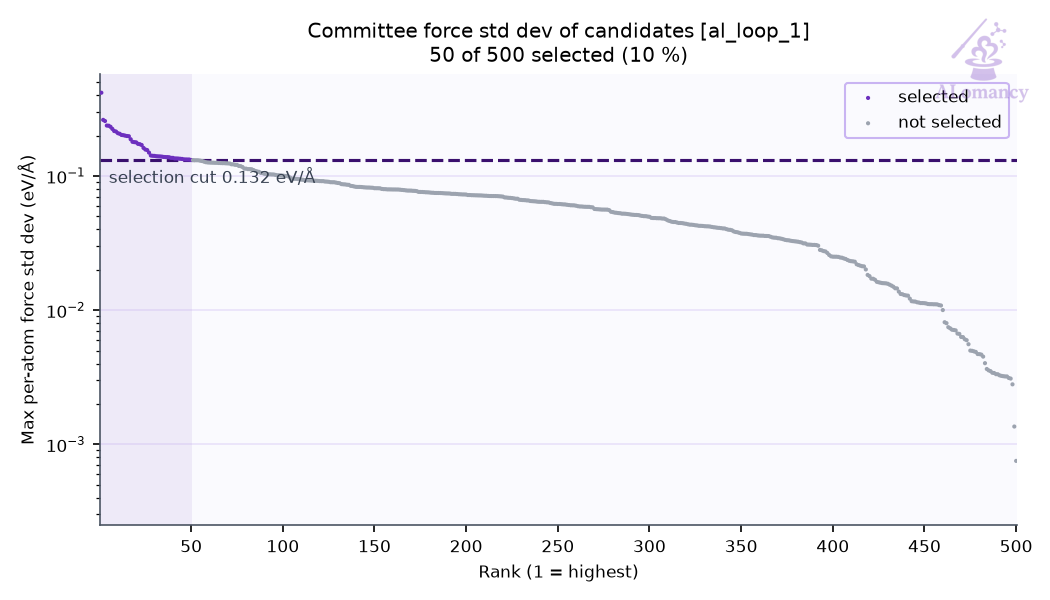 Committee force std dev of candidates [al_loop_1]
50 of 500 selected (10 %)
ALomancy
selected
not selected
selection cut 0.132 eV/Å
Max per-atom force std dev (eV/Å)
10⁻¹
10⁻²
10⁻³
50 100 150 200 250 300 350 400 450 500
Rank (1 = highest)